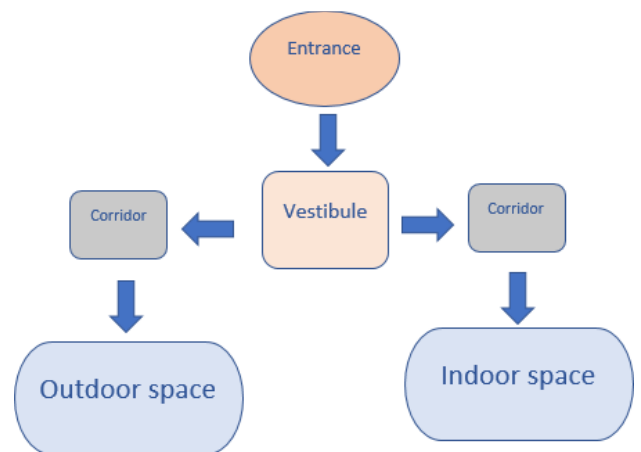 Entrance
Corridor
Vestibule
Corridor
Outdoor space
Indoor space